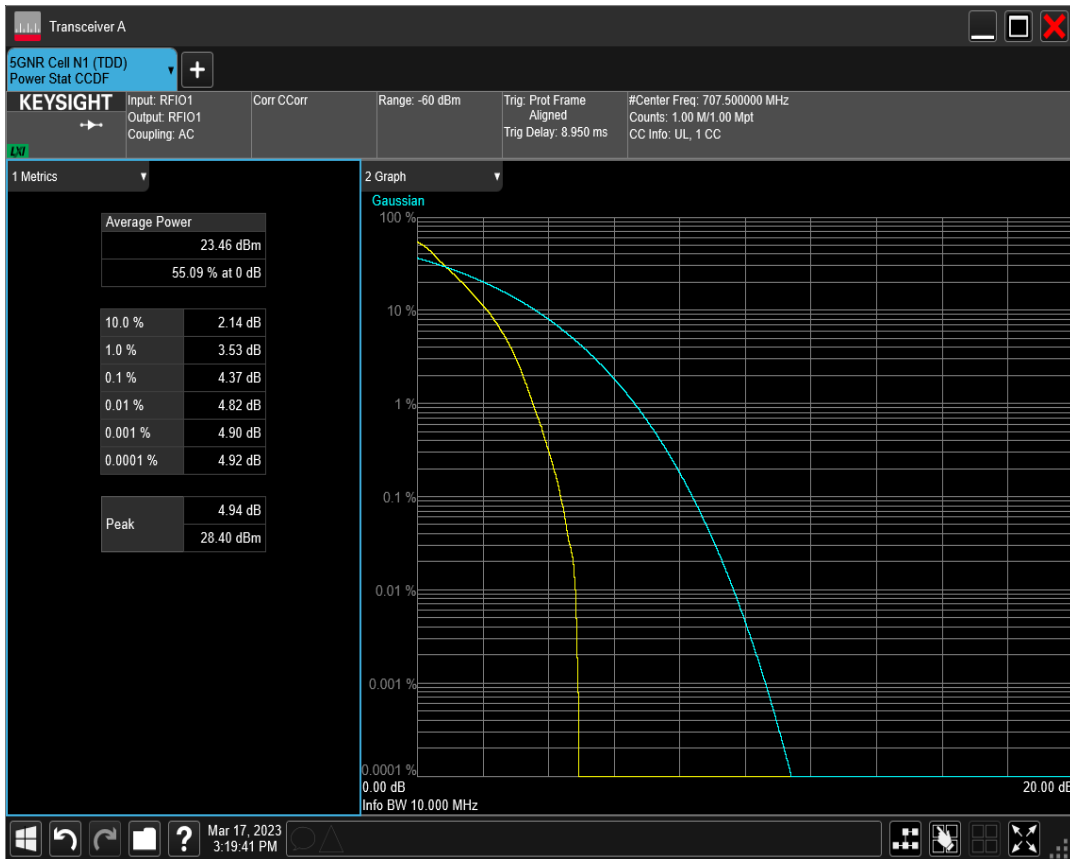 Transceiver A
5GNR Cell N1 (TDD)
Power Stat CCDF
KEYSIGHT
LXI
Input: RFIO1
Output: RFIO1
Coupling: AC
Corr CCorr
Range: -60 dBm
Trig: Prot Frame
Aligned
Trig Delay: 8.950 ms
#Center Freq: 707.500000 MHz
Counts: 1.00 M/1.00 Mpt
CC Info: UL, 1 CC
1 Metrics
Average Power
23.46 dBm
55.09 % at 0 dB
10.0 % 2.14 dB
1.0 % 3.53 dB
0.1 % 4.37 dB
0.01 % 4.82 dB
0.001 % 4.90 dB
0.0001 % 4.92 dB
Peak 4.94 dB
28.40 dBm
2 Graph
Gaussian
100 %
10 %
1 %
0.1 %
0.01 %
0.001 %
0.0001 %
0.00 dB 20.00 dB
Info BW 10.000 MHz
Mar 17, 2023
3:19:41 PM